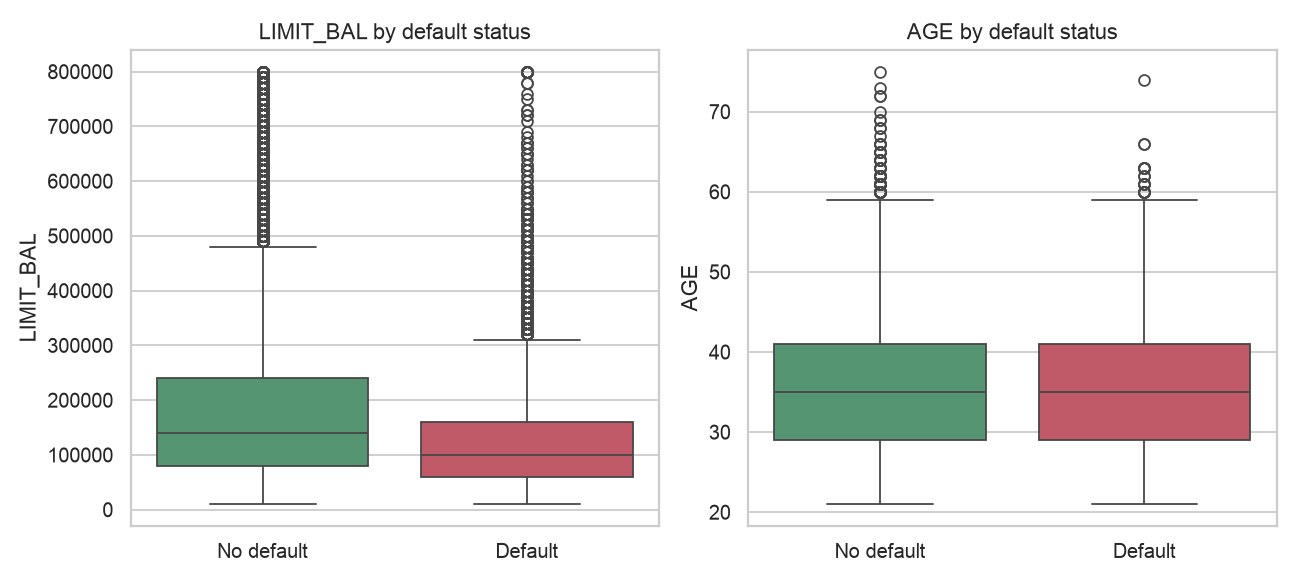 LIMIT_BAL by default status
LIMIT_BAL
800000
700000
600000
500000
400000
300000
200000
100000
0
No default
Default
AGE by default status
AGE
70
60
50
40
30
20
No default
Default